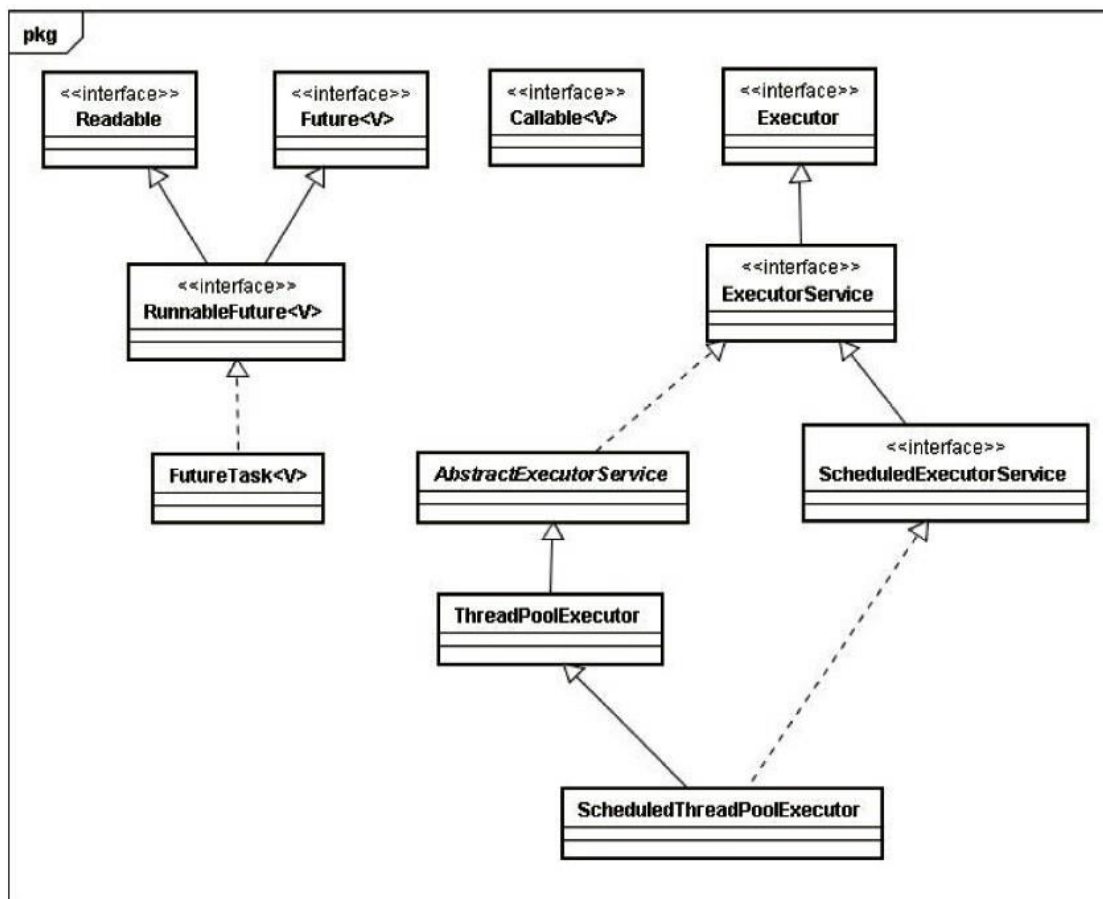 pkg
<<interface>>
Readable
<<interface>>
Future<V>
<<interface>>
Callable<V>
<<interface>>
Executor
<<interface>>
RunnableFuture<V>
<<interface>>
ExecutorService
FutureTask<V>
AbstractExecutorService
<<interface>>
ScheduledExecutorService
ThreadPoolExecutor
ScheduledThreadPoolExecutor